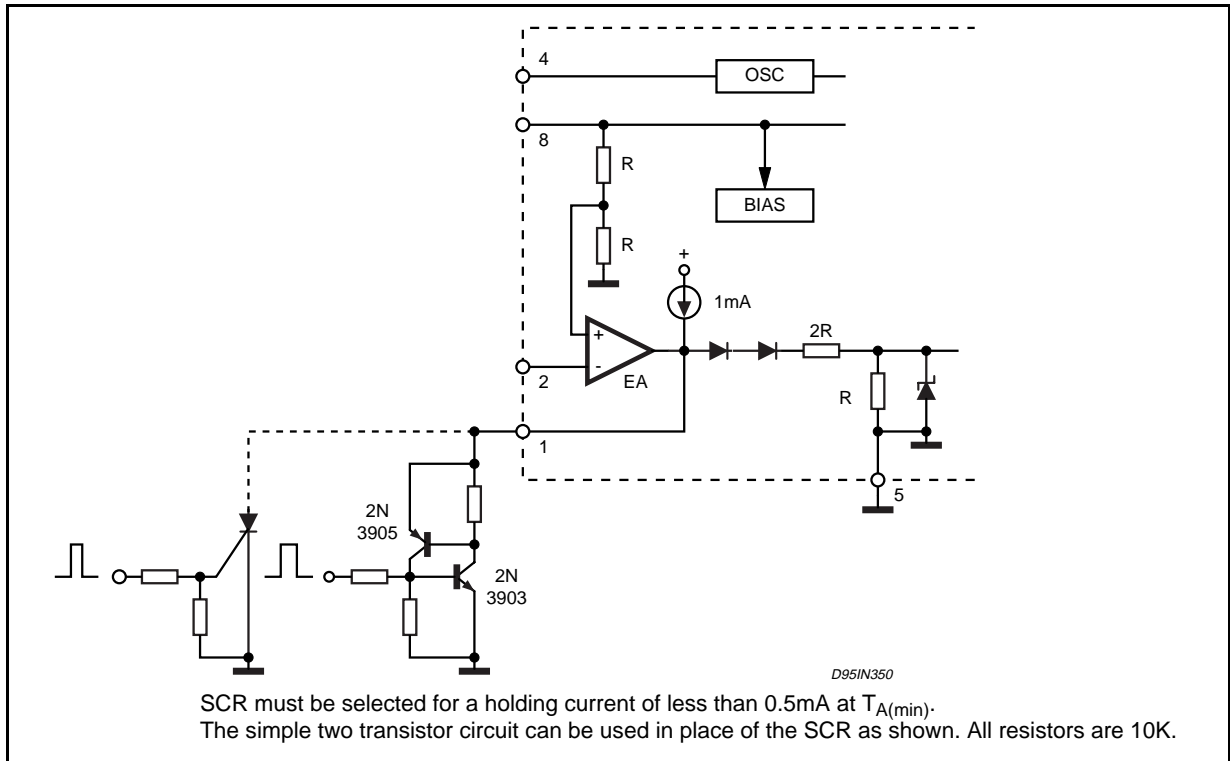 4
OSC
8
R
BIAS
R
+
1mA
2R
+
-
EA
2
R
1
5
2N
3905
2N
3903
D95IN350
SCR must be selected for a holding current of less than 0.5mA at TA(min).
The simple two transistor circuit can be used in place of the SCR as shown. All resistors are 10K.